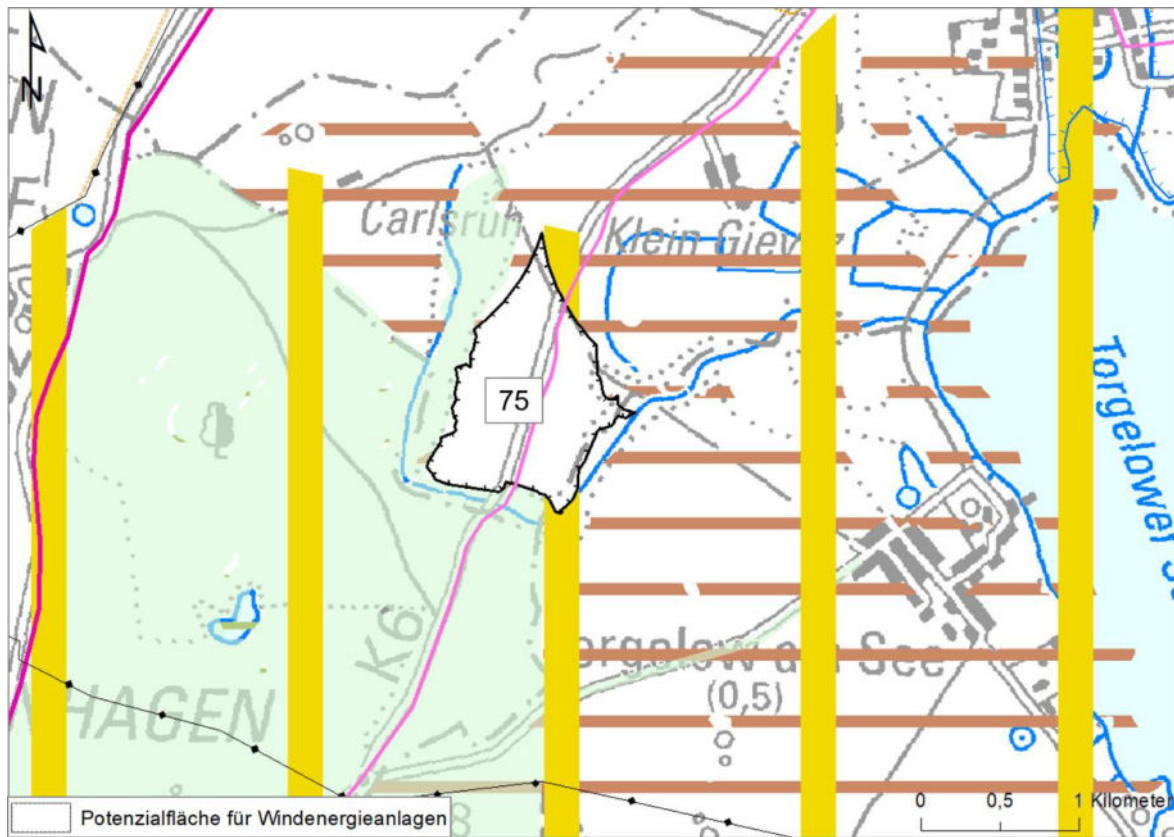 N
Carlsruh
Klein Gievitz
75
Torgelower
K6
Torgelow am See
(0,5)
HAGEN
8
Potenzialfläche für Windenergieanlagen
0 0,5 1 Kilometer